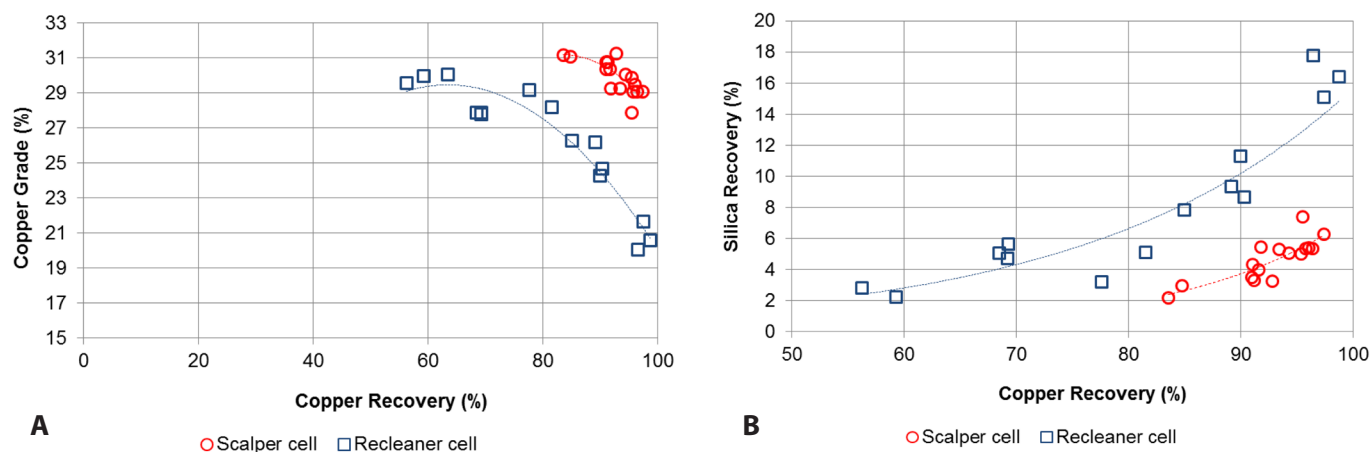 Copper Grade (%)
33
31
29
27
25
23
21
19
17
15
0 20 40 60 80 100
Copper Recovery (%)
A
Scalper cell Recleaner cell
Silica Recovery (%)
20
18
16
14
12
10
8
6
4
2
0
50 60 70 80 90 100
Copper Recovery (%)
B
Scalper cell Recleaner cell